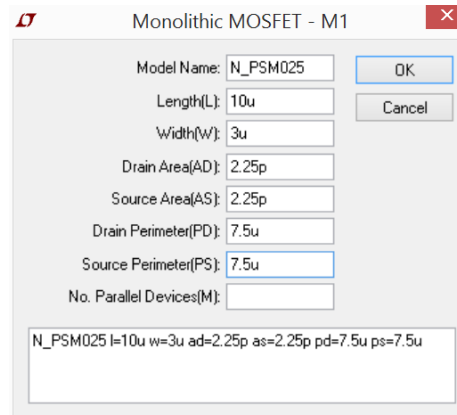 Monolithic MOSFET - M1
Model Name: N_PSM025 OK
Length(L): 10u Cancel
Width(W): 3u
Drain Area(AD): 2.25p
Source Area(AS): 2.25p
Drain Perimeter(PD): 7.5u
Source Perimeter(PS): 7.5u
No. Parallel Devices(M):
N_PSM025 l=10u w=3u ad=2.25p as=2.25p pd=7.5u ps=7.5u